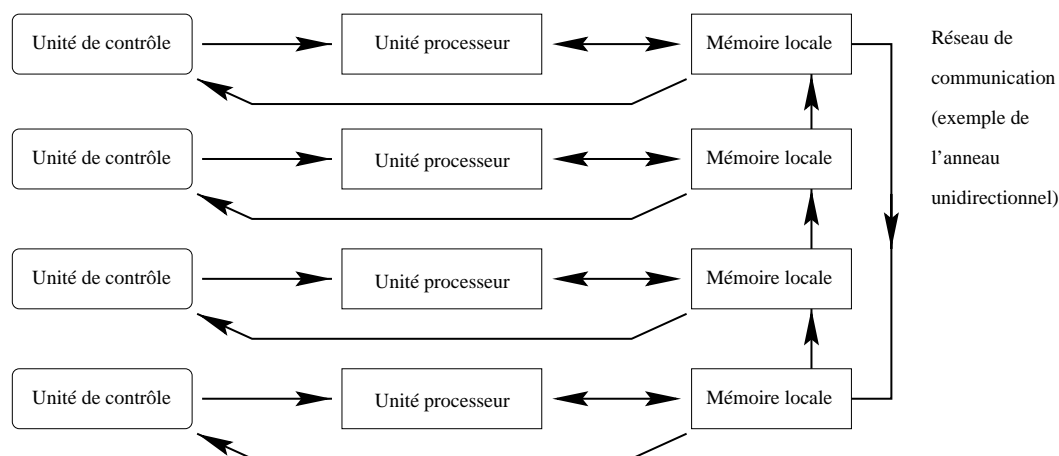 Unité de contrôle
Unité processeur
Mémoire locale
Réseau de
communication
(exemple de
l'anneau
unidirectionnel)
Unité de contrôle
Unité processeur
Mémoire locale
Unité de contrôle
Unité processeur
Mémoire locale
Unité de contrôle
Unité processeur
Mémoire locale